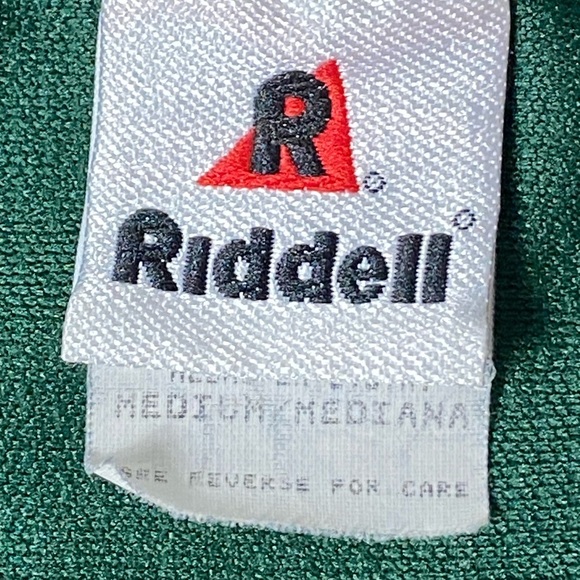 R
Riddell
MEDIUM/MEDIANA
SEE REVERSE FOR CARE